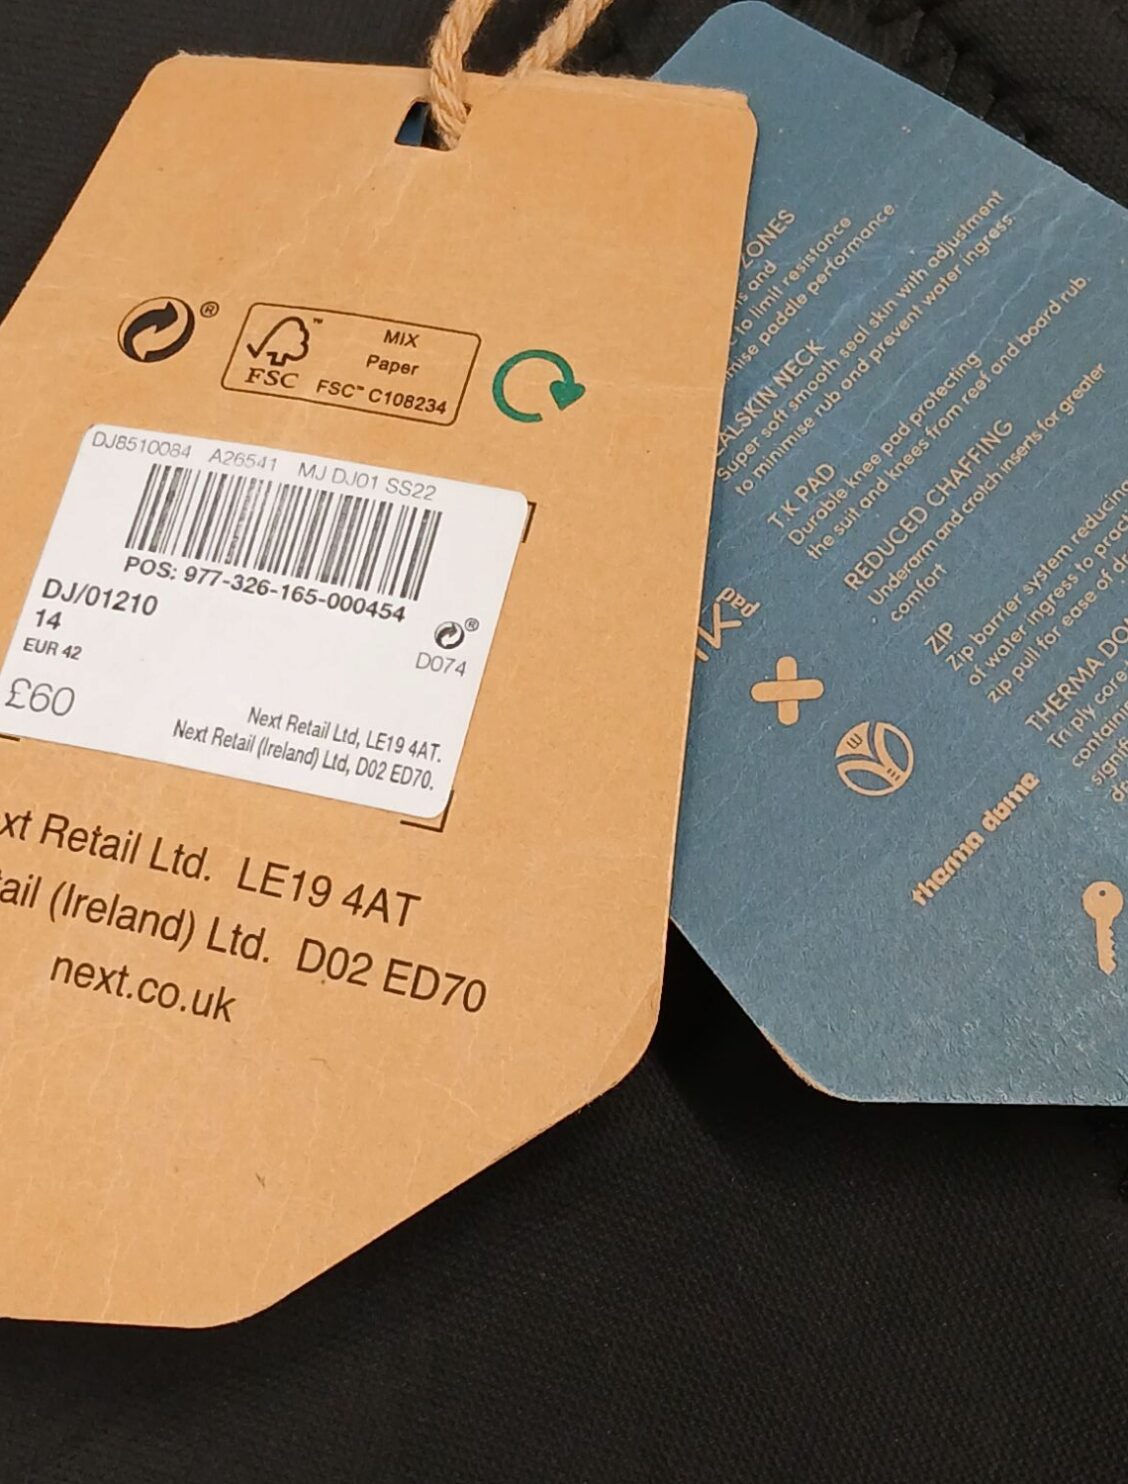 ®
MIX
Paper
FSC™ C108234
FSC
™
DJ8510084 A26541 MJ DJ01 SS22
POS: 977-326-165-000454
DJ/01210
14
EUR 42
£60
®
D074
Next Retail Ltd, LE19 4AT.
Next Retail (Ireland) Ltd, D02 ED70.
Retail Ltd. LE19 4AT
(Ireland) Ltd. D02 ED70
next.co.uk
ZONES
and
to limit resistance
paddle performance
NECK
Super soft smooth seal skin with adjustment
to minimise rub and prevent water ingress.
T K PAD
Durable knee pad protecting
the suit and knees from reef and board rub.
REDUCED CHAFFING
Underarm and crotch inserts for greater
comfort
ZIP
Zip barrier system reducing
of water ingress to
zip pull for ease of
THERMA
Triply
Pad
therma dome